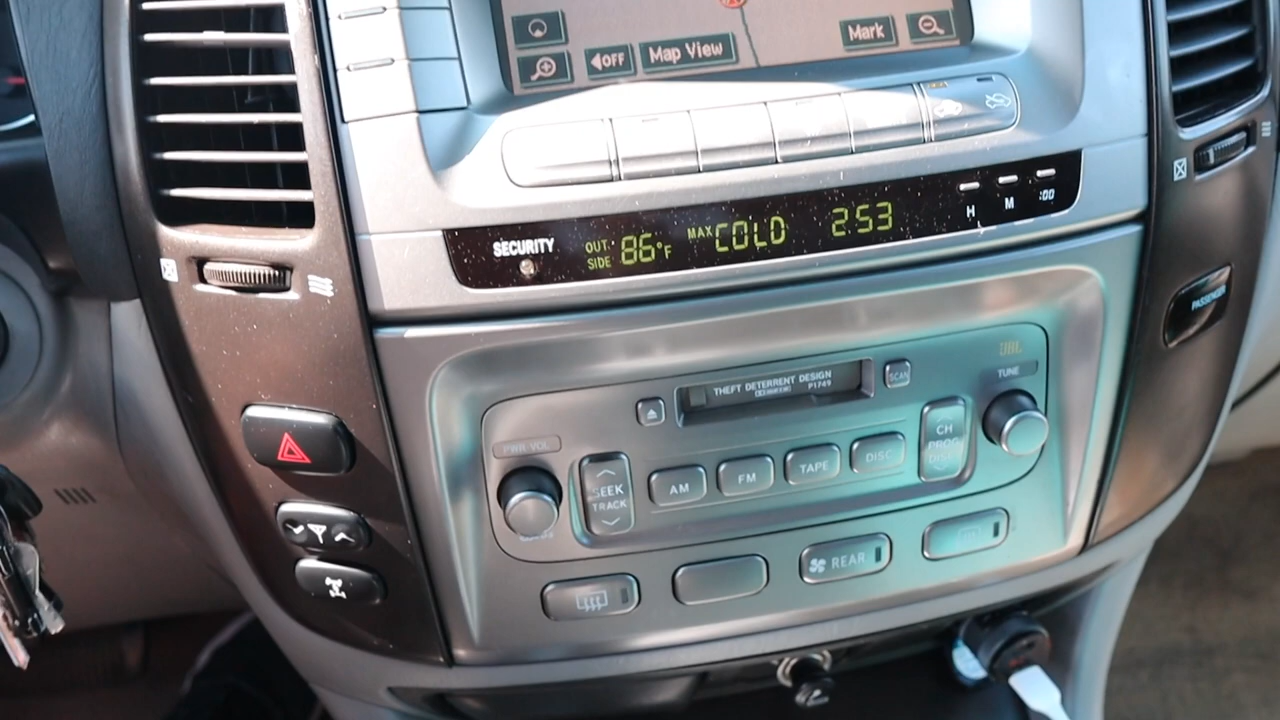 OFF
Map View
Mark
SECURITY
OUT.
SIDE
86°F
MAX COLD
2:53
H
M
:00
PASSENGER
JBL
TUNE
SCAN
THEFT DETERRENT DESIGN
P1749
PWR·VOL
SEEK
TRACK
AM
FM
TAPE
DISC
CH
PROG
DISC
REAR